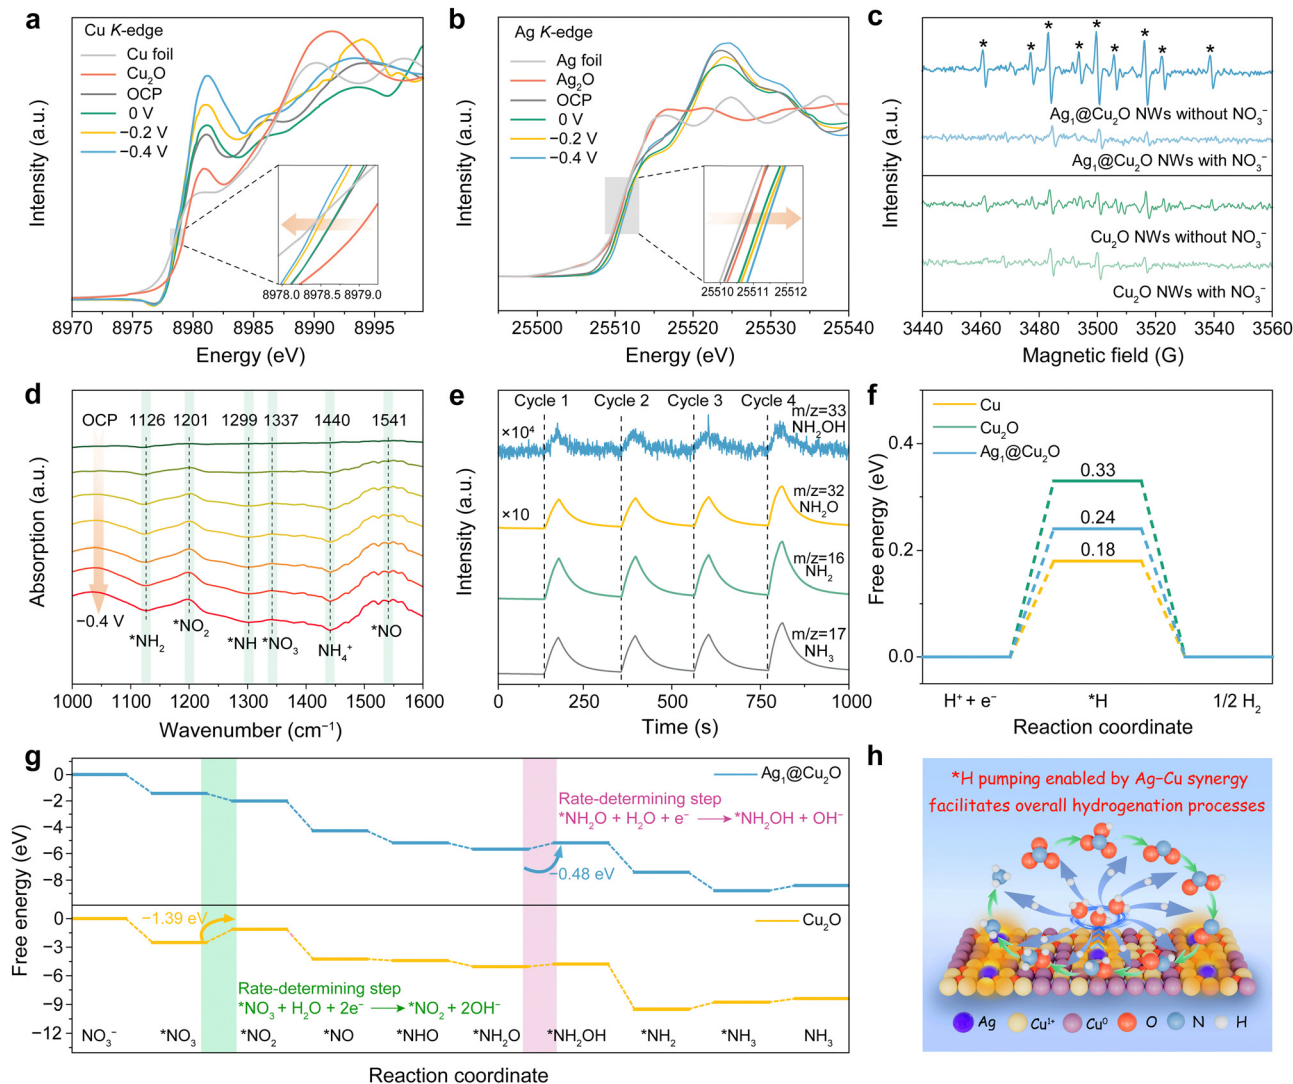 a
Cu K-edge
Cu foil
Cu₂O
OCP
0 V
−0.2 V
−0.4 V
Intensity (a.u.)
8978.0 8978.5 8979.0
8970 8975 8980 8985 8990 8995
Energy (eV)
b
Ag K-edge
Ag foil
Ag₂O
OCP
0 V
−0.2 V
−0.4 V
Intensity (a.u.)
25510 25511 25512
25500 25510 25520 25530 25540
Energy (eV)
c
* * * * * * * * *
Ag₁@Cu₂O NWs without NO₃⁻
Ag₁@Cu₂O NWs with NO₃⁻
Cu₂O NWs without NO₃⁻
Cu₂O NWs with NO₃⁻
Intensity (a.u.)
3440 3460 3480 3500 3520 3540 3560
Magnetic field (G)
d
OCP 1126 1201 1299 1337 1440 1541
−0.4 V
*NH₂ *NO₂ *NH *NO₃ NH₄⁺ *NO
Absorption (a.u.)
1000 1100 1200 1300 1400 1500 1600
Wavenumber (cm⁻¹)
e
Cycle 1 Cycle 2 Cycle 3 Cycle 4
×10⁴
m/z=33
NH₂OH
×10
m/z=32
NH₂O
m/z=16
NH₂
m/z=17
NH₃
Intensity (a.u.)
0 250 500 750 1000
Time (s)
f
Cu
Cu₂O
Ag₁@Cu₂O
0.33
0.24
0.18
0.4
0.2
0.0
Free energy (eV)
H⁺ + e⁻ *H 1/2 H₂
Reaction coordinate
g
Ag₁@Cu₂O
Rate-determining step
*NH₂O + H₂O + e⁻ ⟶ *NH₂OH + OH⁻
−0.48 eV
0
−2
−4
−6
−8
Cu₂O
−1.39 eV
Rate-determining step
*NO₃ + H₂O + 2e⁻ ⟶ *NO₂ + 2OH⁻
0
−3
−6
−9
−12
Free energy (eV)
NO₃⁻ *NO₃ *NO₂ *NO *NHO *NH₂O *NH₂OH *NH₂ *NH₃ NH₃
Reaction coordinate
h
*H pumping enabled by Ag−Cu synergy
facilitates overall hydrogenation processes
Ag Cu¹⁺ Cu⁰ O N H